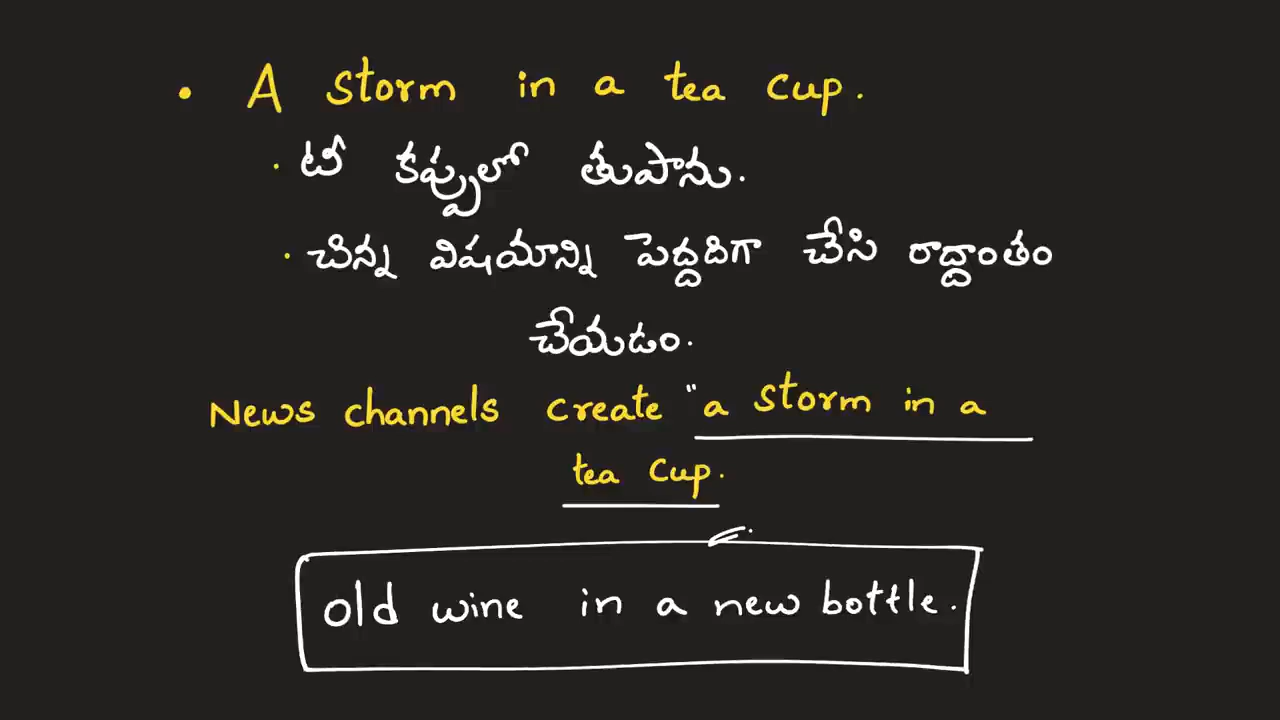 • A storm in a tea cup.
· టీ కప్పులో తుపాను.
· చిన్న విషయాన్ని పెద్దదిగా చేసి రాద్దాంతం
చేయడం.
News channels create "a storm in a
tea cup.
old wine in a new bottle.